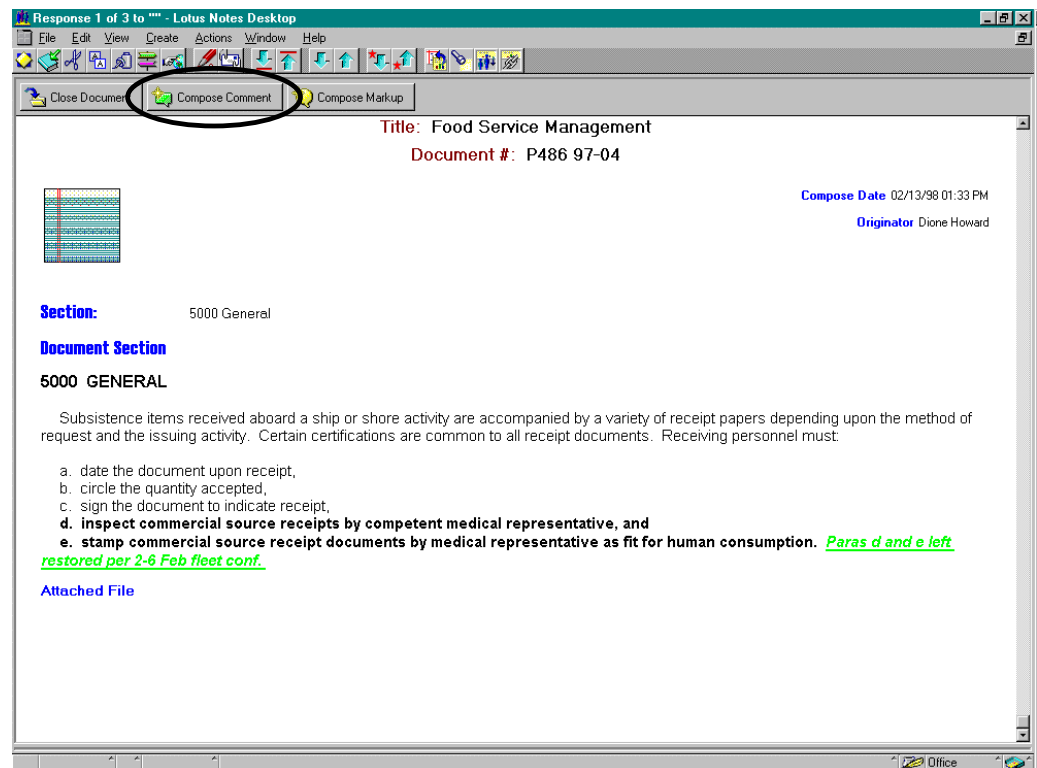 Response 1 of 3 to "" - Lotus Notes Desktop
File Edit View Create Actions Window Help
Close Document Compose Comment Compose Markup
Title: Food Service Management
Document #: P486 97-04
Compose Date 02/13/98 01:33 PM
Originator Dione Howard
Section: 5000 General
Document Section
5000 GENERAL
Subsistence items received aboard a ship or shore activity are accompanied by a variety of receipt papers depending upon the method of
request and the issuing activity. Certain certifications are common to all receipt documents. Receiving personnel must:
a. date the document upon receipt,
b. circle the quantity accepted,
c. sign the document to indicate receipt,
d. inspect commercial source receipts by competent medical representative, and
e. stamp commercial source receipt documents by medical representative as fit for human consumption. Paras d and e left
restored per 2-6 Feb fleet conf.
Attached File
Office